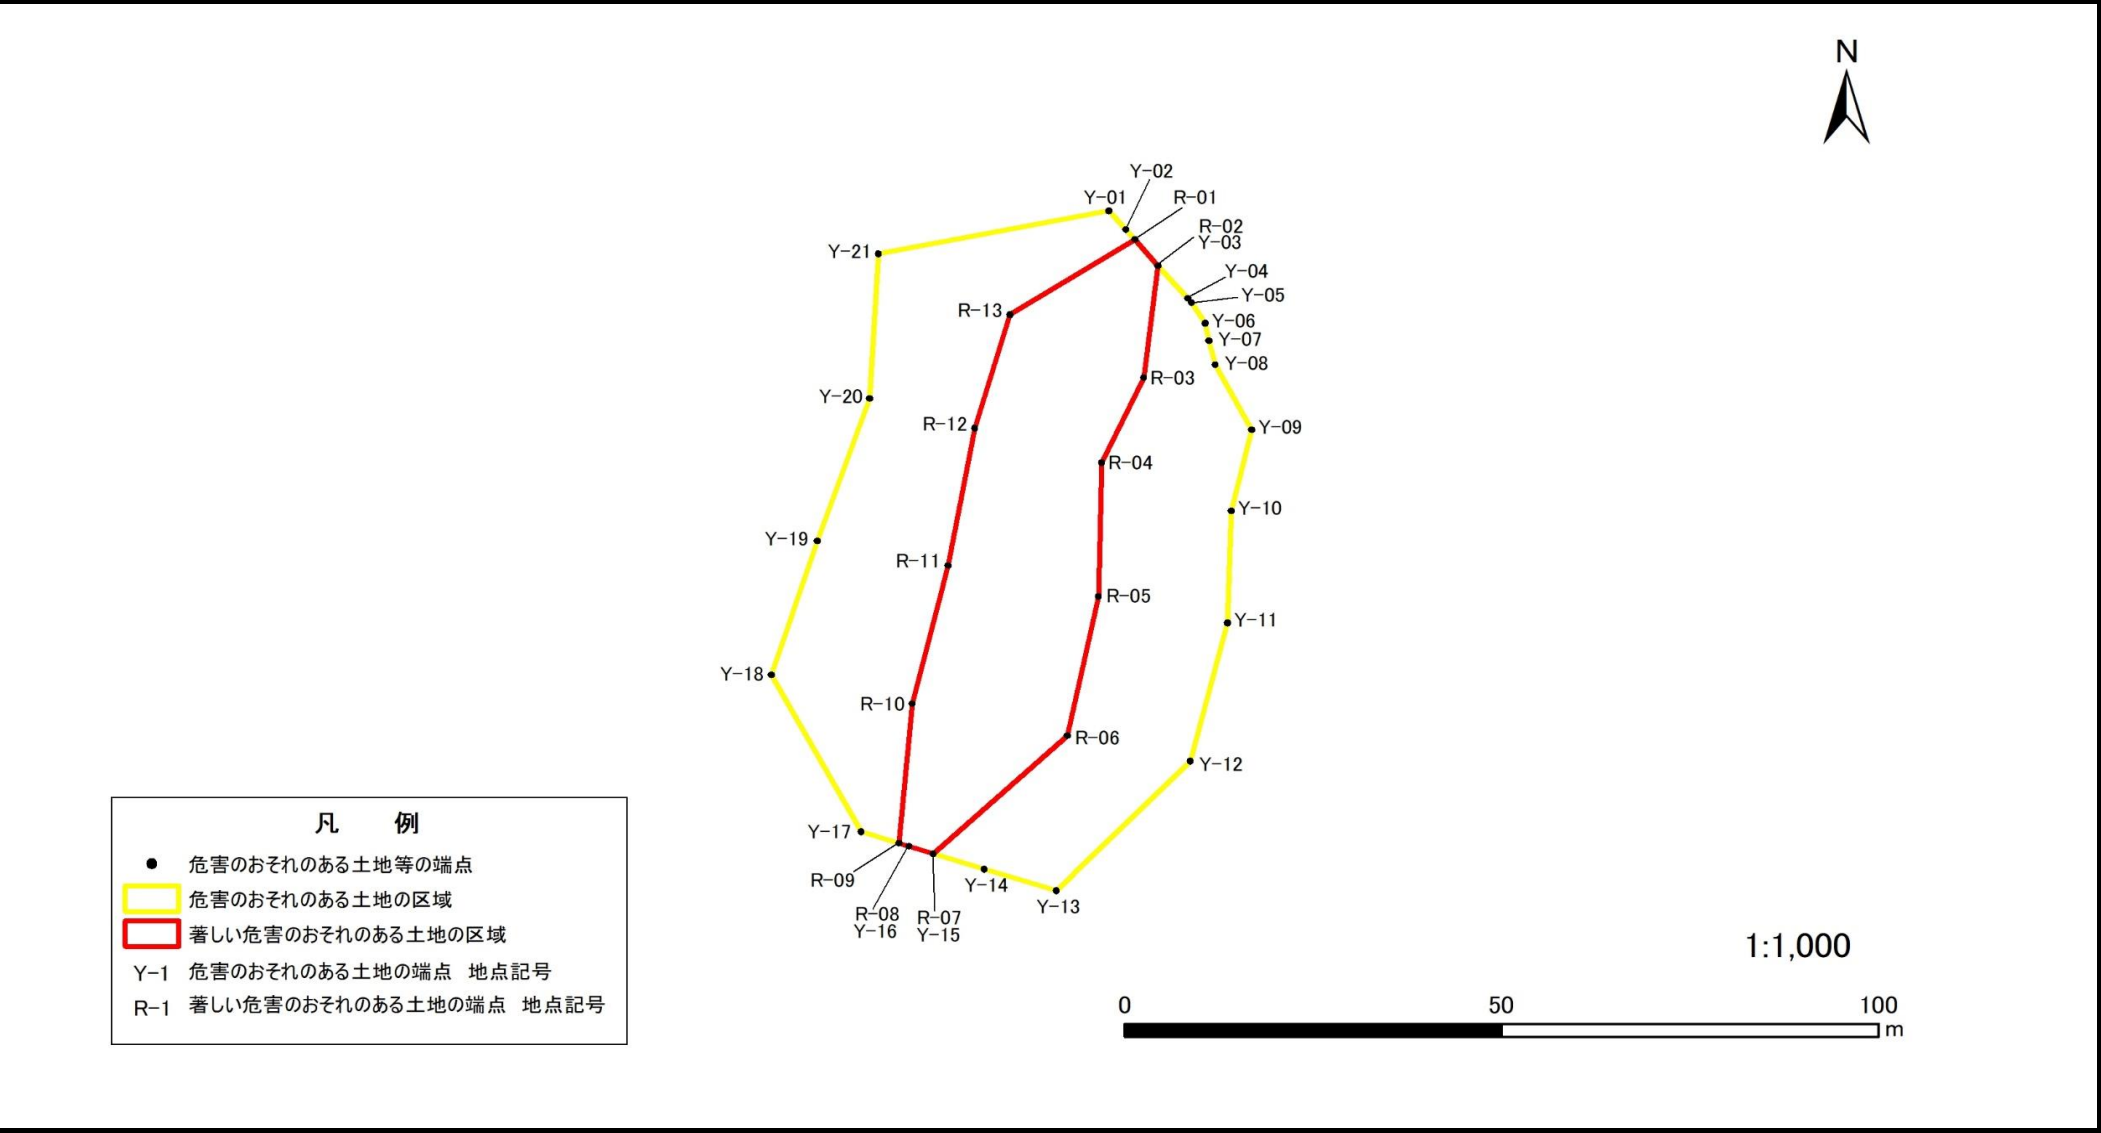 N
Y-02
Y-01
R-01
R-02
Y-03
Y-21
Y-04
Y-05
R-13
Y-06
Y-07
Y-08
R-03
Y-20
R-12
Y-09
R-04
Y-10
Y-19
R-11
R-05
Y-11
Y-18
R-10
R-06
Y-12
Y-17
R-09
Y-14
Y-13
R-08
Y-16
R-07
Y-15
凡 例
危害のおそれのある土地等の端点
危害のおそれのある土地の区域
著しい危害のおそれのある土地の区域
Y-1 危害のおそれのある土地の端点 地点記号
R-1 著しい危害のおそれのある土地の端点 地点記号
1:1,000
0 50 100
m